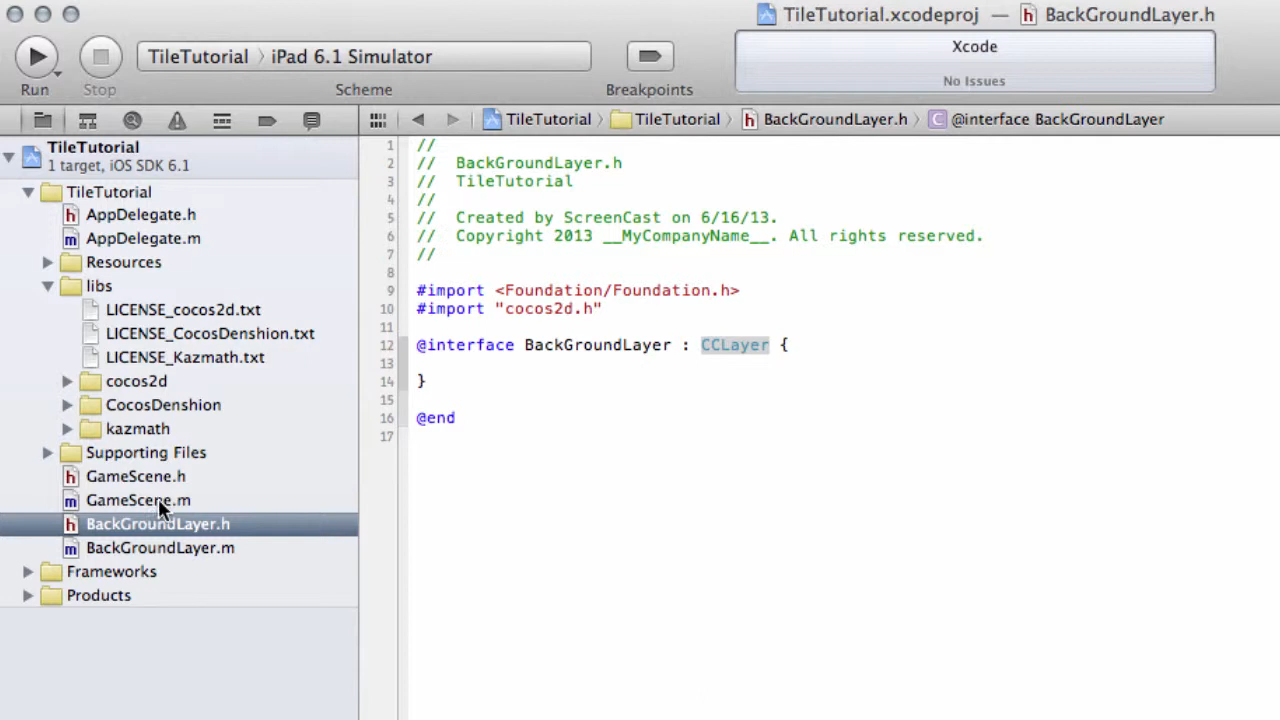 TileTutorial.xcodeproj — BackGroundLayer.h
TileTutorial 〉 iPad 6.1 Simulator
Xcode
No Issues
Run Stop Scheme Breakpoints
TileTutorial 〉 TileTutorial 〉 BackGroundLayer.h 〉 @interface BackGroundLayer
TileTutorial
1 target, iOS SDK 6.1
TileTutorial
AppDelegate.h
AppDelegate.m
Resources
libs
LICENSE_cocos2d.txt
LICENSE_CocosDenshion.txt
LICENSE_Kazmath.txt
cocos2d
CocosDenshion
kazmath
Supporting Files
GameScene.h
GameScene.m
BackGroundLayer.h
BackGroundLayer.m
Frameworks
Products
1 //
2 //  BackGroundLayer.h
3 //  TileTutorial
4 //
5 //  Created by ScreenCast on 6/16/13.
6 //  Copyright 2013 __MyCompanyName__. All rights reserved.
7 //
8
9 #import <Foundation/Foundation.h>
10 #import "cocos2d.h"
11
12 @interface BackGroundLayer : CCLayer {
13
14 }
15
16 @end
17